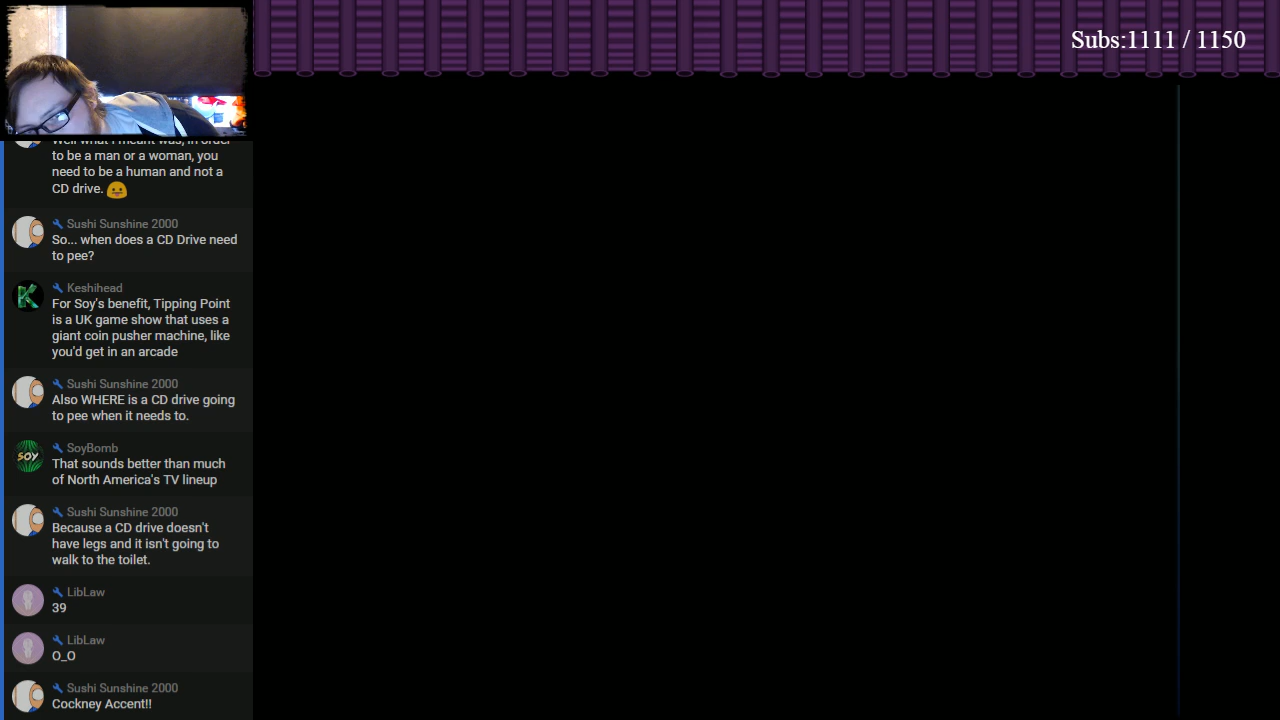 Subs:1111 / 1150
Well what I meant was, in order
to be a man or a woman, you
need to be a human and not a
CD drive.
Sushi Sunshine 2000
So... when does a CD Drive need
to pee?
Keshihead
For Soy's benefit, Tipping Point
is a UK game show that uses a
giant coin pusher machine, like
you'd get in an arcade
Sushi Sunshine 2000
Also WHERE is a CD drive going
to pee when it needs to.
SOY
SoyBomb
That sounds better than much
of North America's TV lineup
Sushi Sunshine 2000
Because a CD drive doesn't
have legs and it isn't going to
walk to the toilet.
LibLaw
39
LibLaw
O_O
Sushi Sunshine 2000
Cockney Accent!!